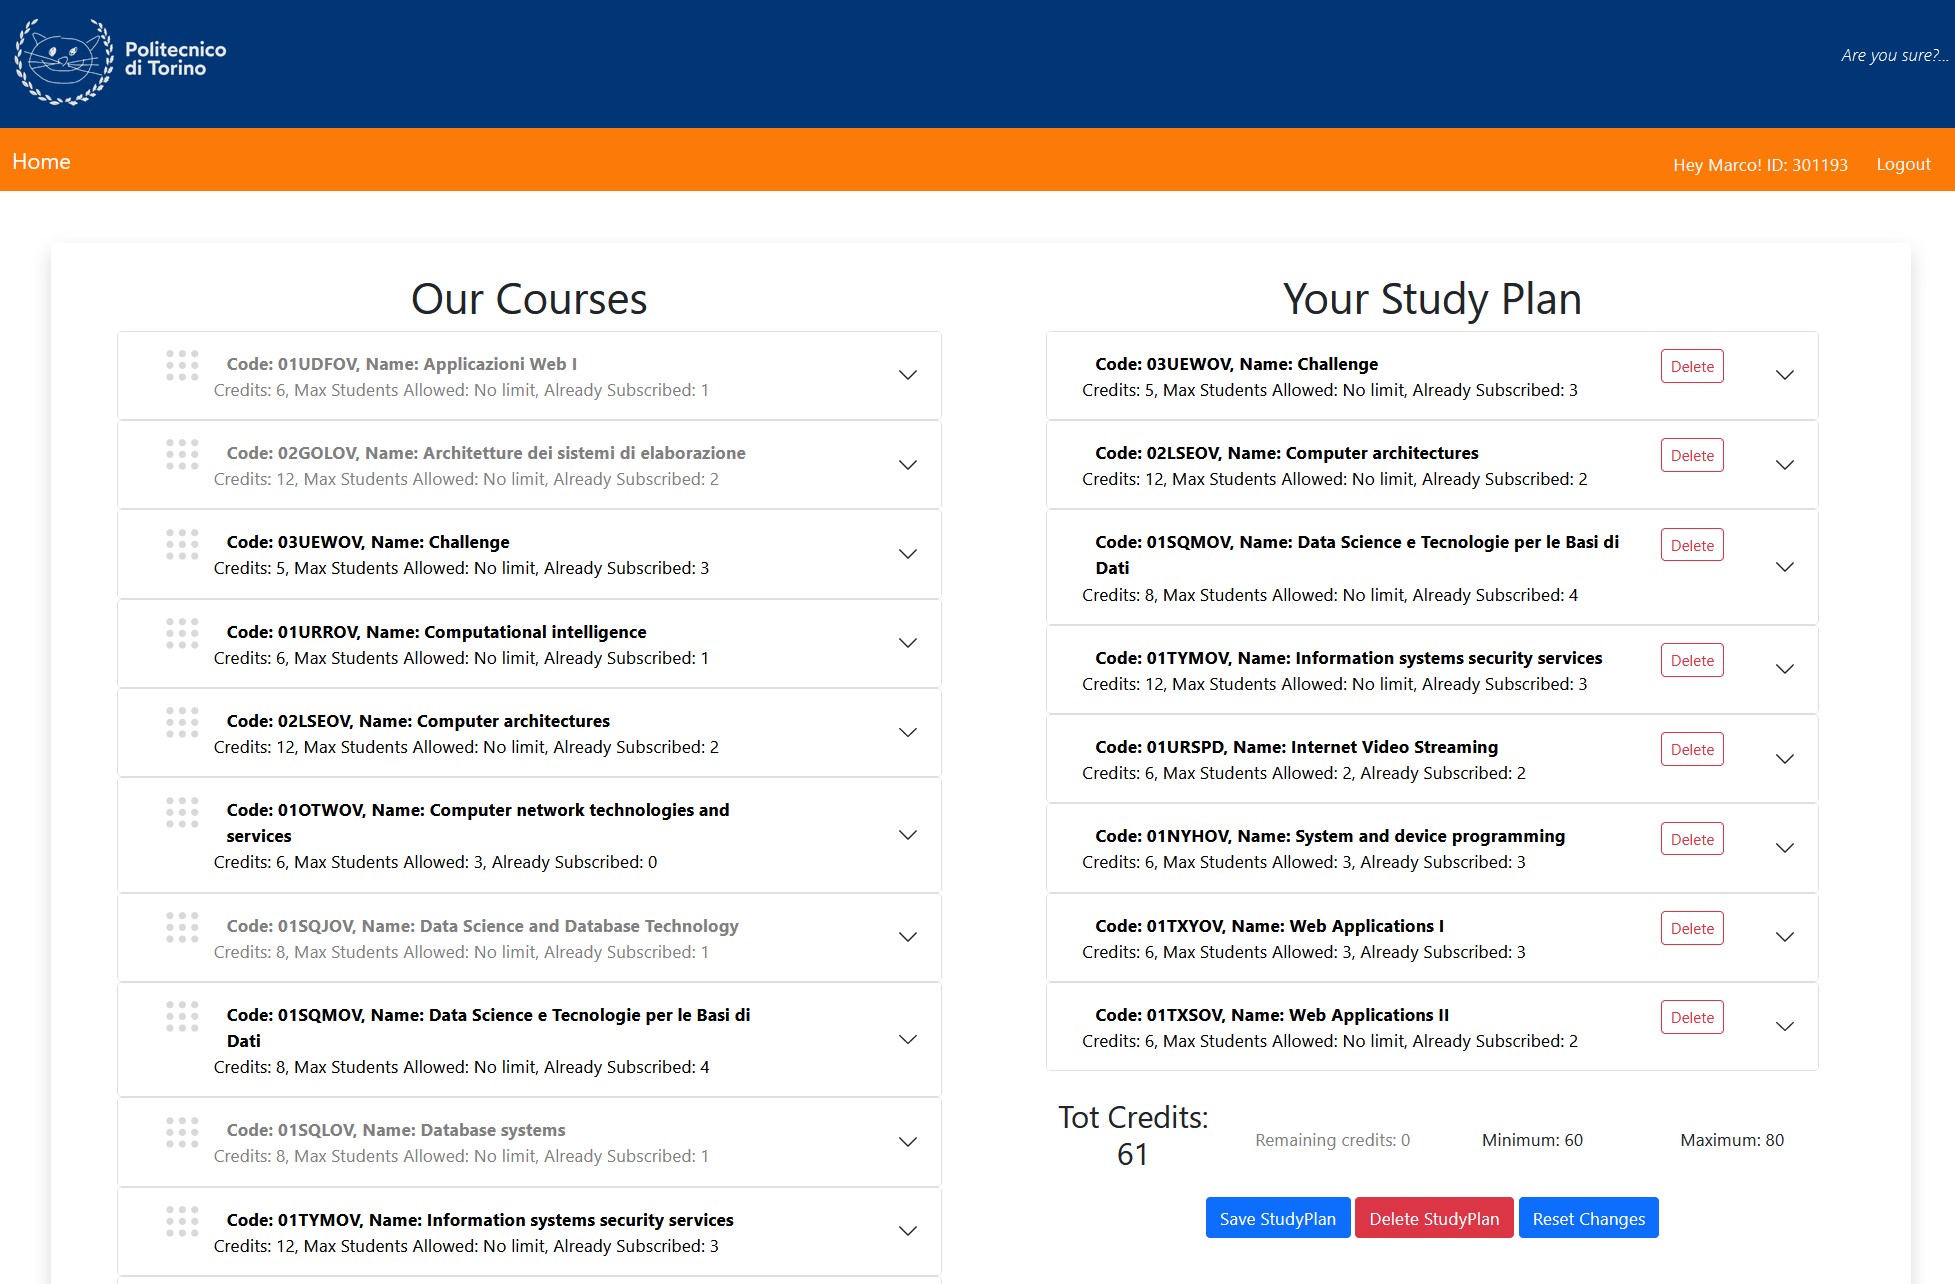 Politecnico
di Torino
Are you sure?...
Home
Hey Marco! ID: 301193
Logout
Our Courses
Code: 01UDFOV, Name: Applicazioni Web I
Credits: 6, Max Students Allowed: No limit, Already Subscribed: 1
Code: 02GOLOV, Name: Architetture dei sistemi di elaborazione
Credits: 12, Max Students Allowed: No limit, Already Subscribed: 2
Code: 03UEWOV, Name: Challenge
Credits: 5, Max Students Allowed: No limit, Already Subscribed: 3
Code: 01URROV, Name: Computational intelligence
Credits: 6, Max Students Allowed: No limit, Already Subscribed: 1
Code: 02LSEOV, Name: Computer architectures
Credits: 12, Max Students Allowed: No limit, Already Subscribed: 2
Code: 01OTWOV, Name: Computer network technologies and
services
Credits: 6, Max Students Allowed: 3, Already Subscribed: 0
Code: 01SQJOV, Name: Data Science and Database Technology
Credits: 8, Max Students Allowed: No limit, Already Subscribed: 1
Code: 01SQMOV, Name: Data Science e Tecnologie per le Basi di
Dati
Credits: 8, Max Students Allowed: No limit, Already Subscribed: 4
Code: 01SQLOV, Name: Database systems
Credits: 8, Max Students Allowed: No limit, Already Subscribed: 1
Code: 01TYMOV, Name: Information systems security services
Credits: 12, Max Students Allowed: No limit, Already Subscribed: 3
Your Study Plan
Code: 03UEWOV, Name: Challenge
Credits: 5, Max Students Allowed: No limit, Already Subscribed: 3
Delete
Code: 02LSEOV, Name: Computer architectures
Credits: 12, Max Students Allowed: No limit, Already Subscribed: 2
Delete
Code: 01SQMOV, Name: Data Science e Tecnologie per le Basi di
Dati
Credits: 8, Max Students Allowed: No limit, Already Subscribed: 4
Delete
Code: 01TYMOV, Name: Information systems security services
Credits: 12, Max Students Allowed: No limit, Already Subscribed: 3
Delete
Code: 01URSPD, Name: Internet Video Streaming
Credits: 6, Max Students Allowed: 2, Already Subscribed: 2
Delete
Code: 01NYHOV, Name: System and device programming
Credits: 6, Max Students Allowed: 3, Already Subscribed: 3
Delete
Code: 01TXYOV, Name: Web Applications I
Credits: 6, Max Students Allowed: 3, Already Subscribed: 3
Delete
Code: 01TXSOV, Name: Web Applications II
Credits: 6, Max Students Allowed: No limit, Already Subscribed: 2
Delete
Tot Credits:
61
Remaining credits: 0
Minimum: 60
Maximum: 80
Save StudyPlan
Delete StudyPlan
Reset Changes